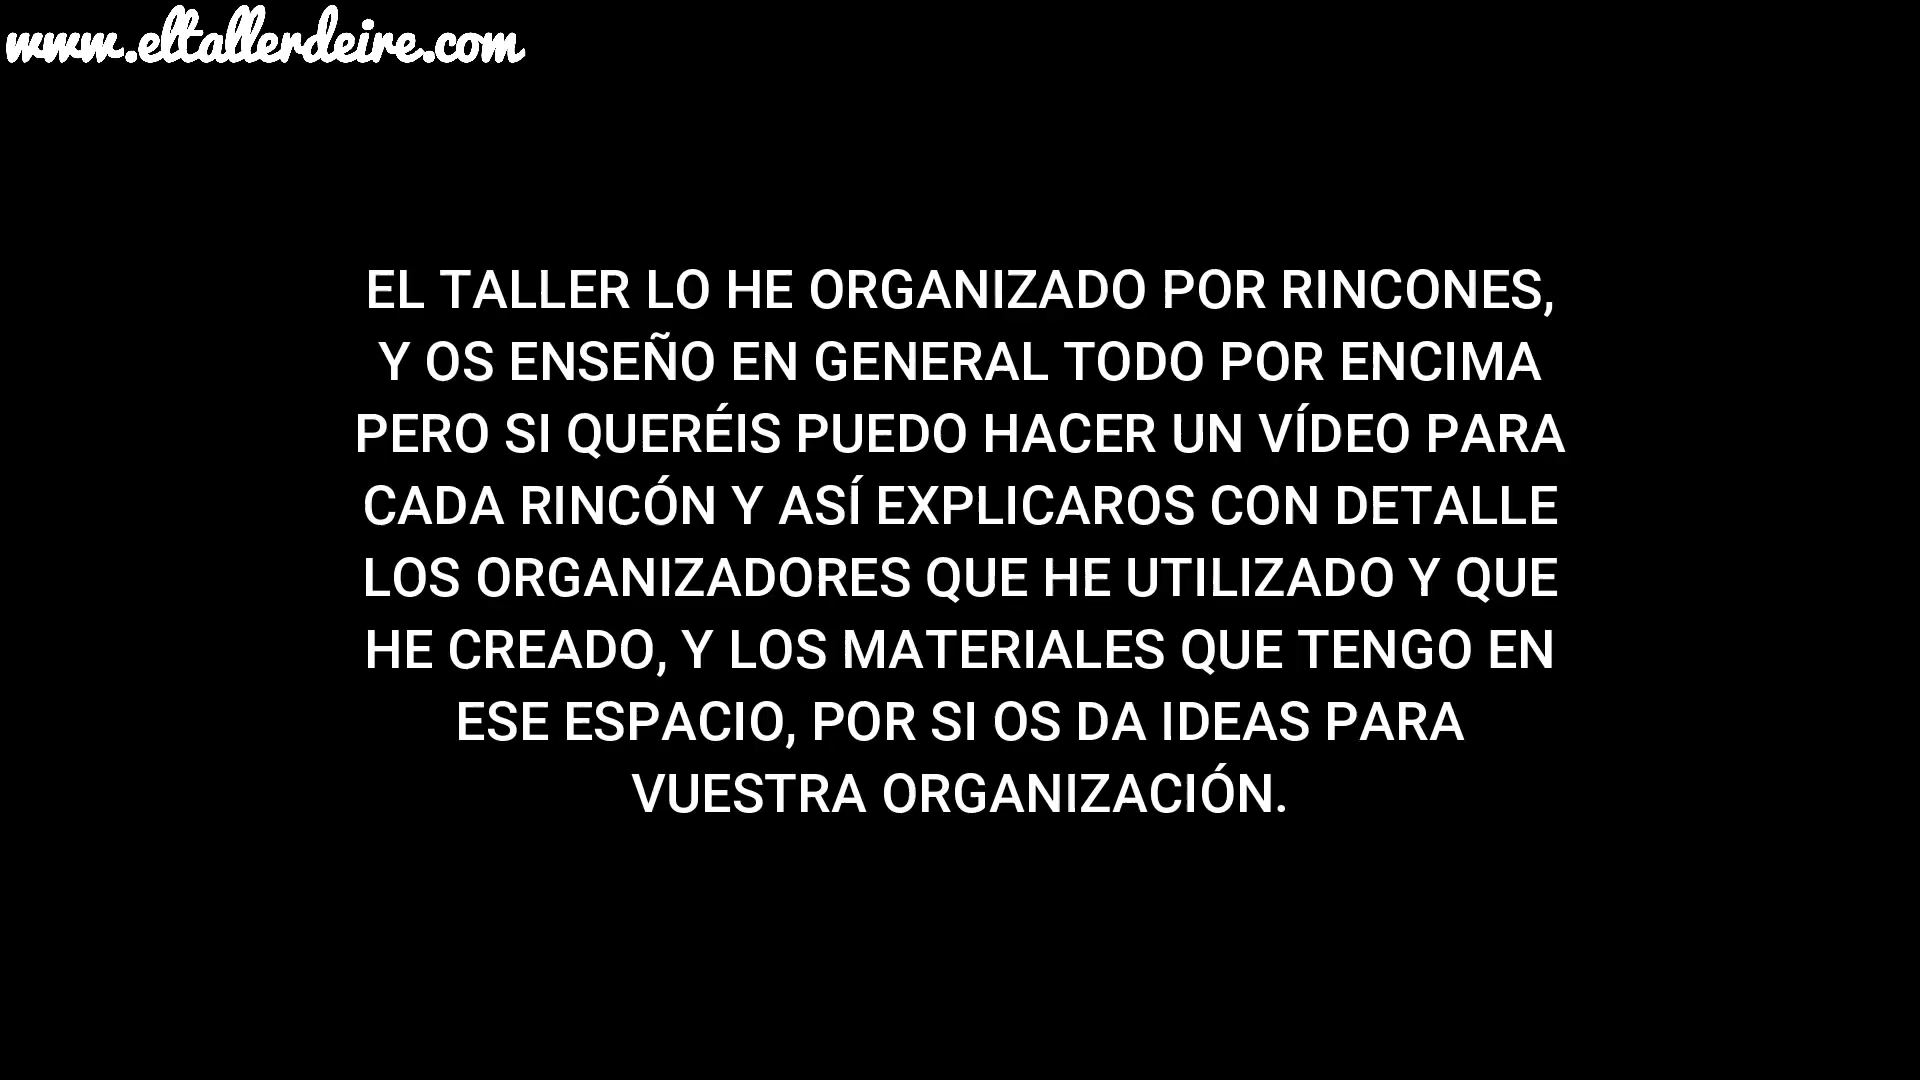 www.eltallerdeire.com
EL TALLER LO HE ORGANIZADO POR RINCONES,
Y OS ENSEÑO EN GENERAL TODO POR ENCIMA
PERO SI QUERÉIS PUEDO HACER UN VÍDEO PARA
CADA RINCÓN Y ASÍ EXPLICAROS CON DETALLE
LOS ORGANIZADORES QUE HE UTILIZADO Y QUE
HE CREADO, Y LOS MATERIALES QUE TENGO EN
ESE ESPACIO, POR SI OS DA IDEAS PARA
VUESTRA ORGANIZACIÓN.